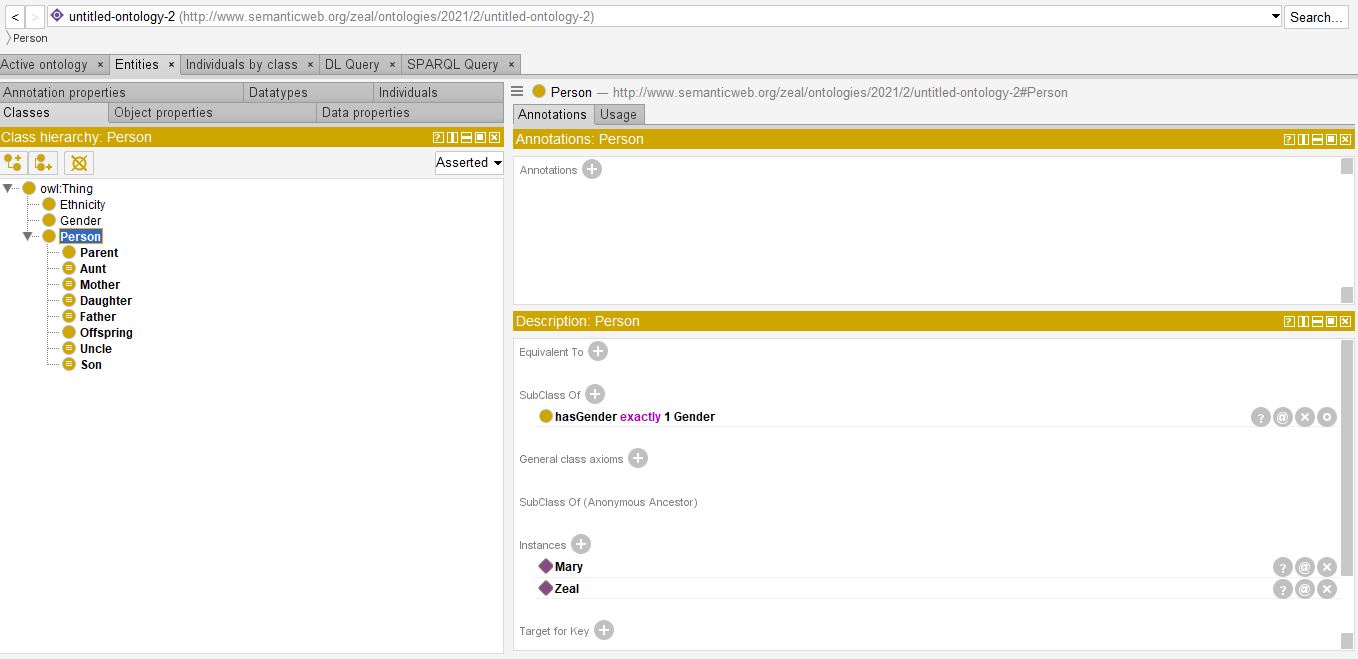 < > untitled-ontology-2 (http://www.semanticweb.org/zeal/ontologies/2021/2/untitled-ontology-2) Search...
Person
Active ontology × Entities × Individuals by class × DL Query × SPARQL Query ×
Annotation properties Datatypes Individuals
Classes Object properties Data properties
Class hierarchy: Person
Asserted
owl:Thing
Ethnicity
Gender
Person
Parent
Aunt
Mother
Daughter
Father
Offspring
Uncle
Son
Person — http://www.semanticweb.org/zeal/ontologies/2021/2/untitled-ontology-2#Person
Annotations Usage
Annotations: Person
Annotations
Description: Person
Equivalent To
SubClass Of
hasGender exactly 1 Gender
General class axioms
SubClass Of (Anonymous Ancestor)
Instances
Mary
Zeal
Target for Key